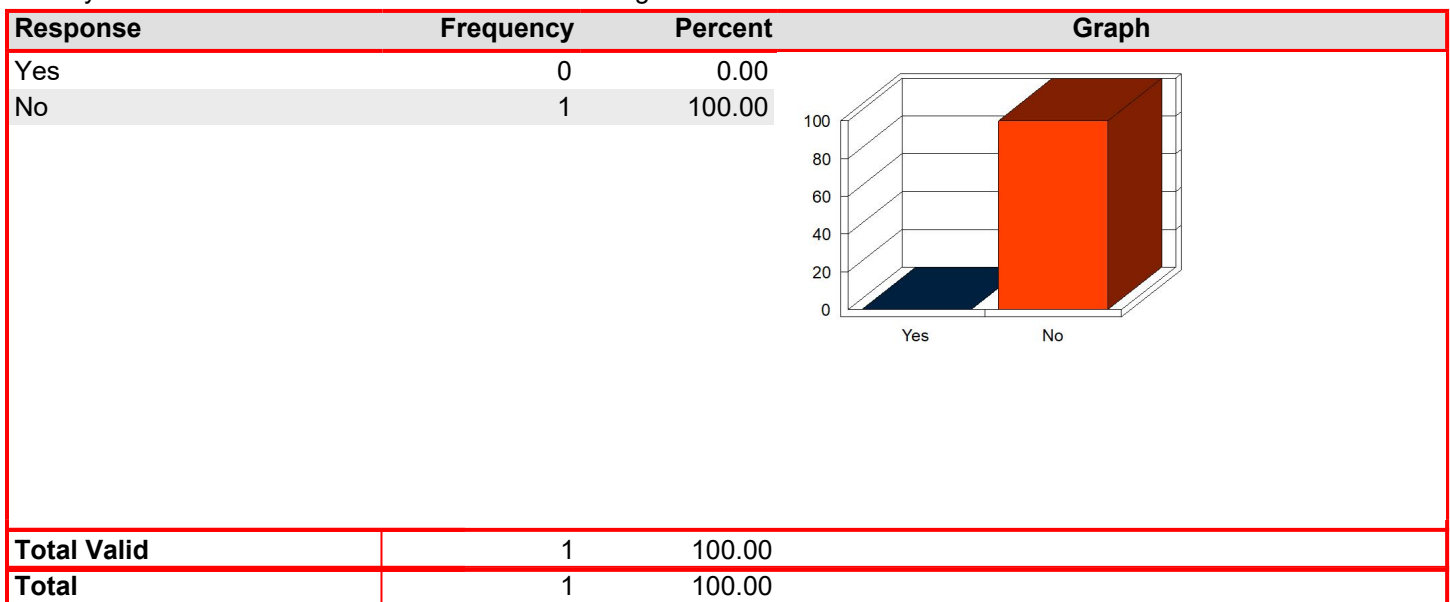 Response Frequency Percent Graph
Yes 0 0.00
No 1 100.00
100
80
60
40
20
0
Yes No
Total Valid 1 100.00
Total 1 100.00